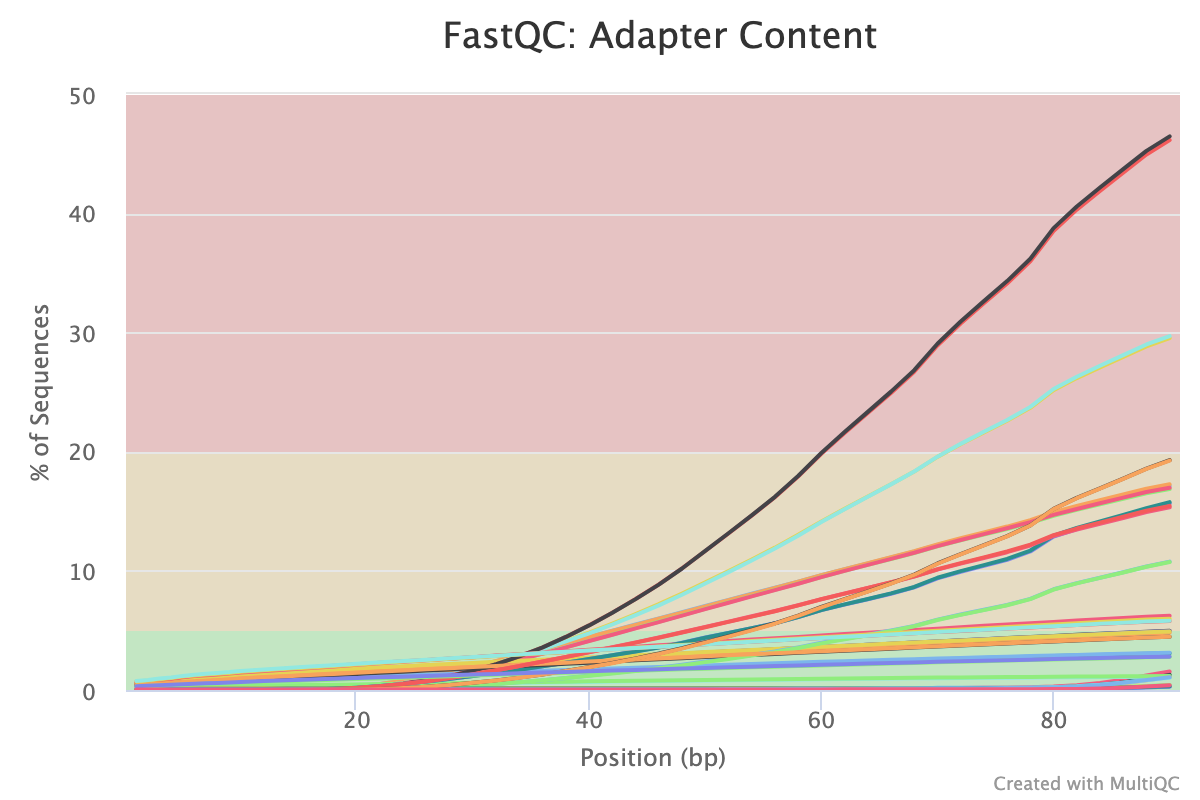 FastQC: Adapter Content
% of Sequences
50
40
30
20
10
0
20 40 60 80
Position (bp)
Created with MultiQC